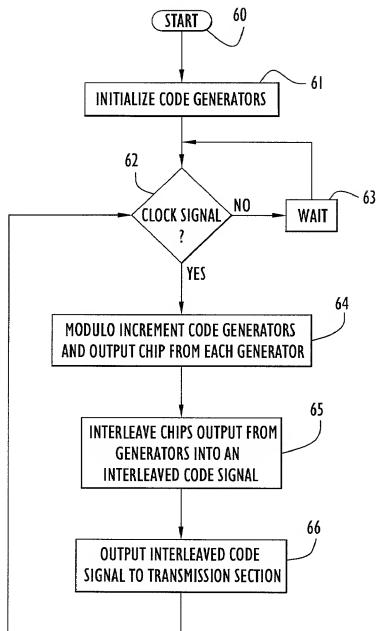 START
60
INITIALIZE CODE GENERATORS
61
62
CLOCK SIGNAL
?
NO
WAIT
63
YES
MODULO INCREMENT CODE GENERATORS
AND OUTPUT CHIP FROM EACH GENERATOR
64
INTERLEAVE CHIPS OUTPUT FROM
GENERATORS INTO AN
INTERLEAVED CODE SIGNAL
65
OUTPUT INTERLEAVED CODE
SIGNAL TO TRANSMISSION SECTION
66